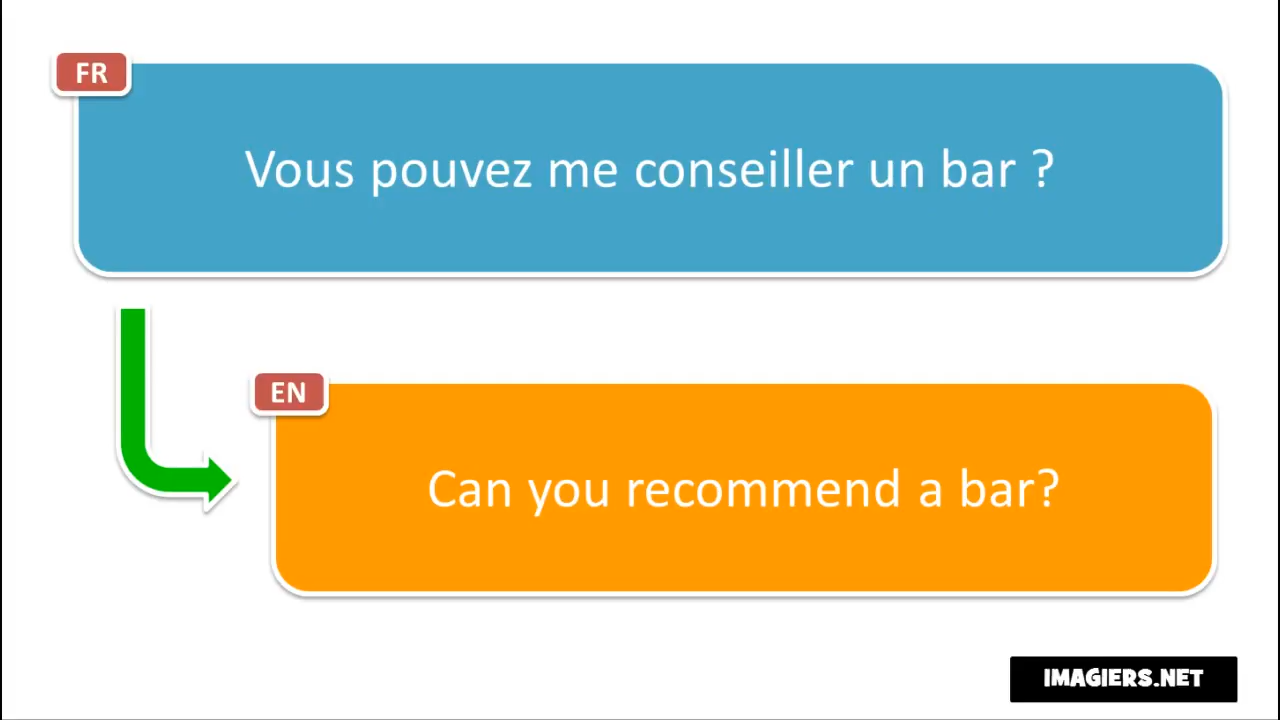 FR
Vous pouvez me conseiller un bar ?
EN
Can you recommend a bar?
IMAGIERS.NET